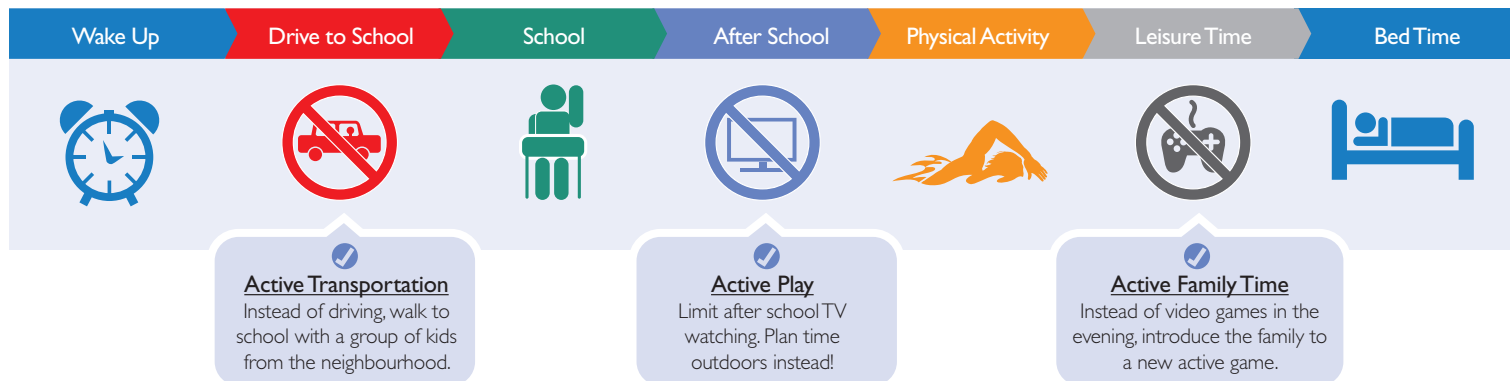 Wake Up
Drive to School
School
After School
Physical Activity
Leisure Time
Bed Time
Active Transportation
Instead of driving, walk to
school with a group of kids
from the neighbourhood.
Active Play
Limit after school TV
watching. Plan time
outdoors instead!
Active Family Time
Instead of video games in the
evening, introduce the family to
a new active game.